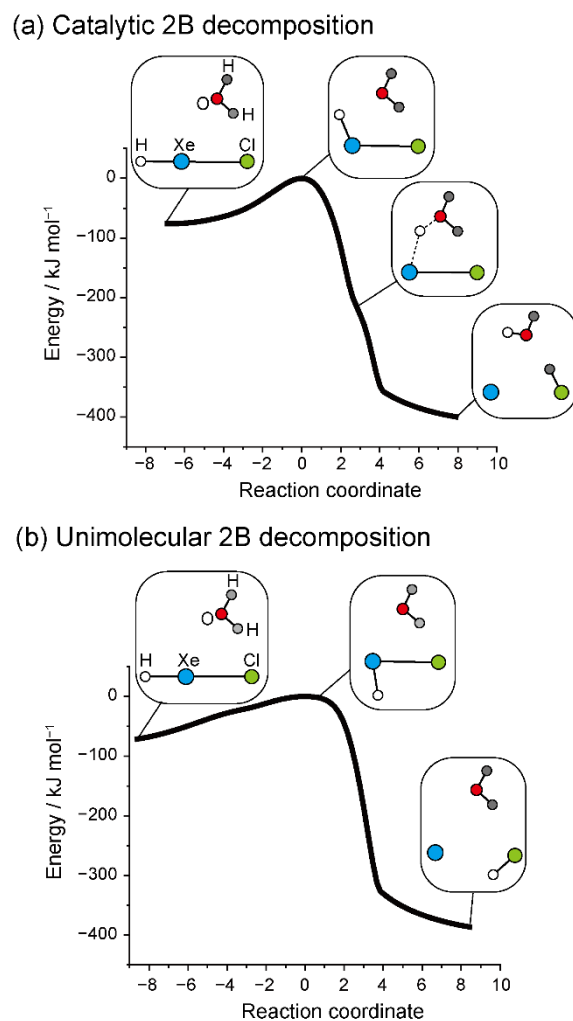 (a) Catalytic 2B decomposition
H
O
H
H Xe Cl
0
−100
−200
−300
−400
Energy / kJ mol⁻¹
−8 −6 −4 −2 0 2 4 6 8 10
Reaction coordinate
(b) Unimolecular 2B decomposition
H
O
H
H Xe Cl
0
−100
−200
−300
−400
Energy / kJ mol⁻¹
−8 −6 −4 −2 0 2 4 6 8 10
Reaction coordinate